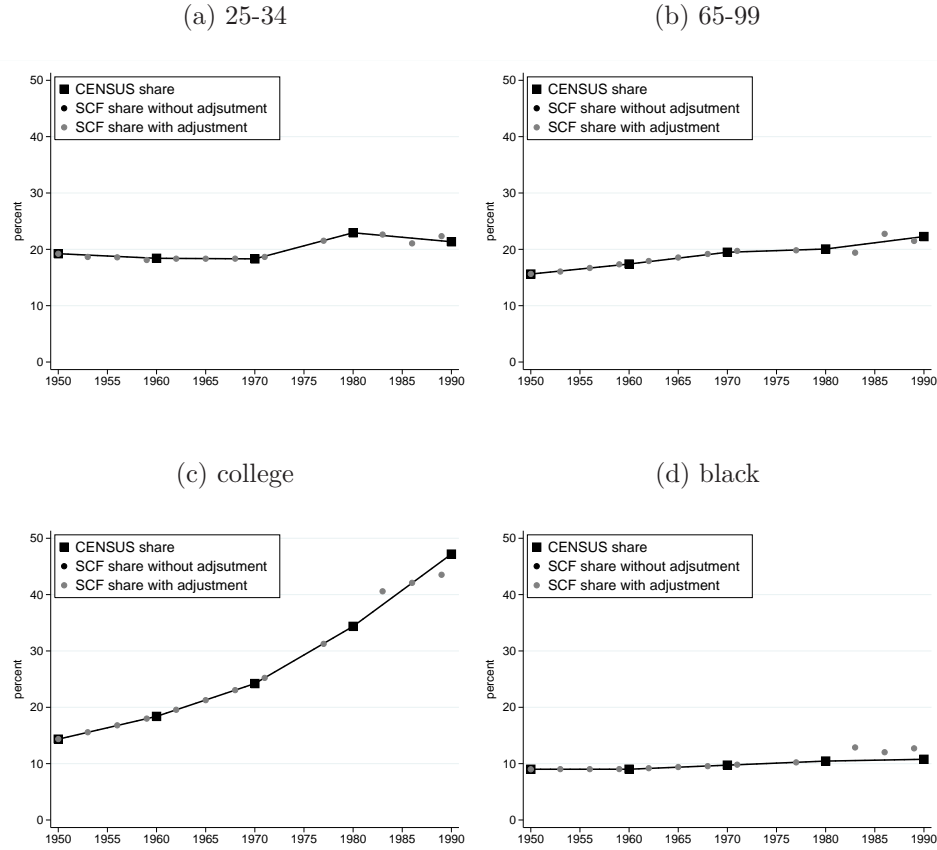 (a) 25-34
50
40
30
20
10
0
percent
CENSUS share
SCF share without adjsutment
SCF share with adjustment
1950 1955 1960 1965 1970 1975 1980 1985 1990
(b) 65-99
50
40
30
20
10
0
percent
CENSUS share
SCF share without adjsutment
SCF share with adjustment
1950 1955 1960 1965 1970 1975 1980 1985 1990
(c) college
50
40
30
20
10
0
percent
CENSUS share
SCF share without adjsutment
SCF share with adjustment
1950 1955 1960 1965 1970 1975 1980 1985 1990
(d) black
50
40
30
20
10
0
percent
CENSUS share
SCF share without adjsutment
SCF share with adjustment
1950 1955 1960 1965 1970 1975 1980 1985 1990